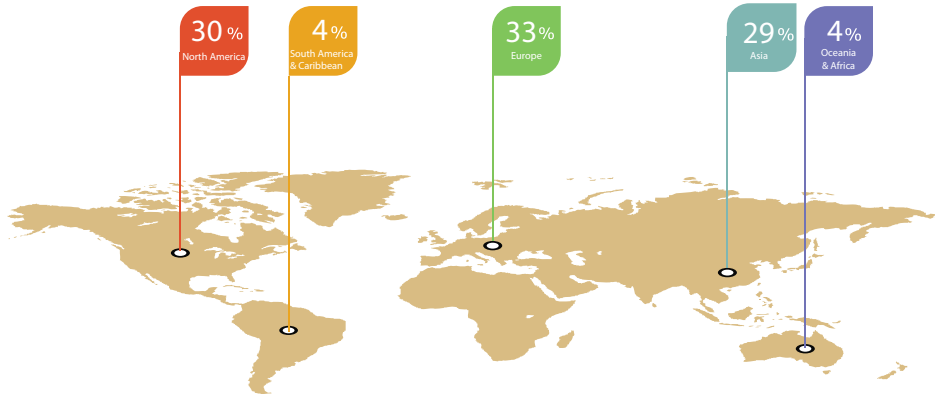 30 %
North America
4 %
South America
& Caribbean
33 %
Europe
29 %
Asia
4 %
Oceania
& Africa